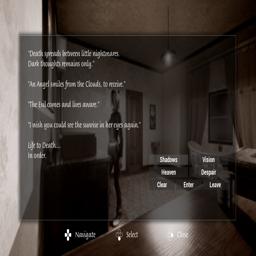 "Death spreads between little nightmares.
Dark thoughts remains only."
"An Angel smiles from the Clouds, to receive."
"The Evil comes and lives aware."
"I wish you could see the sunrise in her eyes again."
Life to Death...
In order.
Shadows Vision
Heaven Despair
Clear Enter Leave
Navigate Select Close